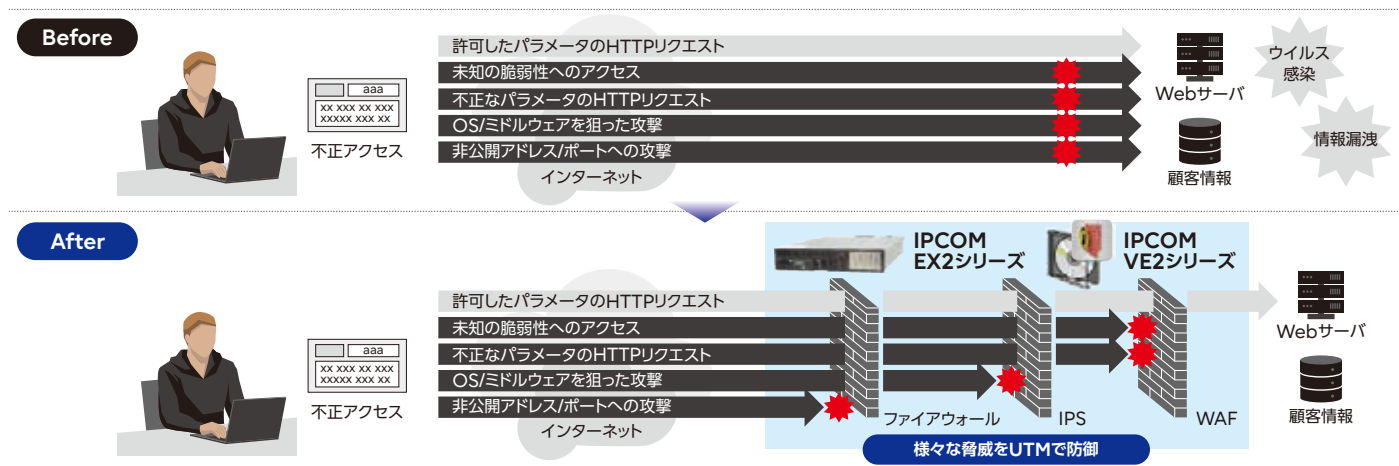 Before
aaa
xx xxx xx xxx
xxxxx xxx xx
不正アクセス
許可したパラメータのHTTPリクエスト
未知の脆弱性へのアクセス
不正なパラメータのHTTPリクエスト
OS/ミドルウェアを狙った攻撃
非公開アドレス/ポートへの攻撃
インターネット
Webサーバ
顧客情報
ウイルス
感染
情報漏洩
After
aaa
xx xxx xx xxx
xxxxx xxx xx
不正アクセス
許可したパラメータのHTTPリクエスト
未知の脆弱性へのアクセス
不正なパラメータのHTTPリクエスト
OS/ミドルウェアを狙った攻撃
非公開アドレス/ポートへの攻撃
インターネット
IPCOM
EX2シリーズ
IPCOM
VE2シリーズ
ファイアウォール
IPS
WAF
様々な脅威をUTMで防御
Webサーバ
顧客情報